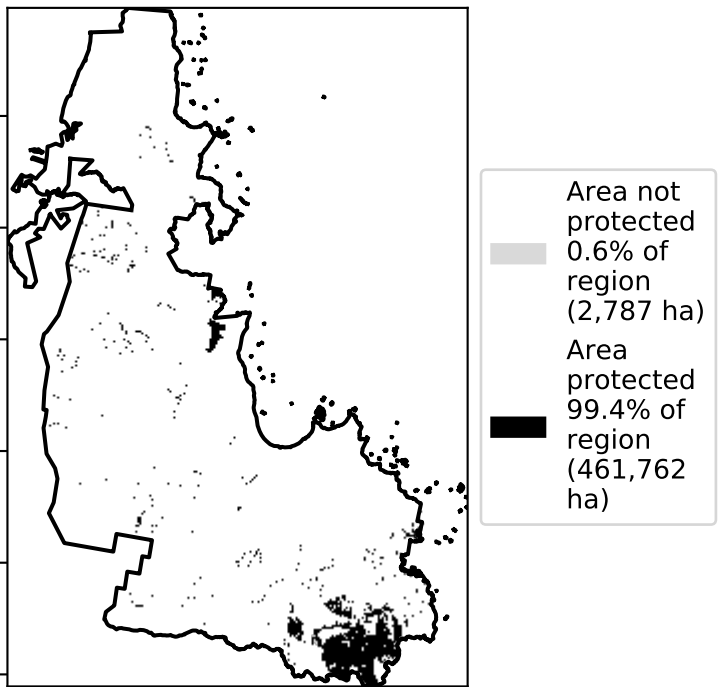 Area not
protected
0.6% of
region
(2,787 ha)
Area
protected
99.4% of
region
(461,762
ha)